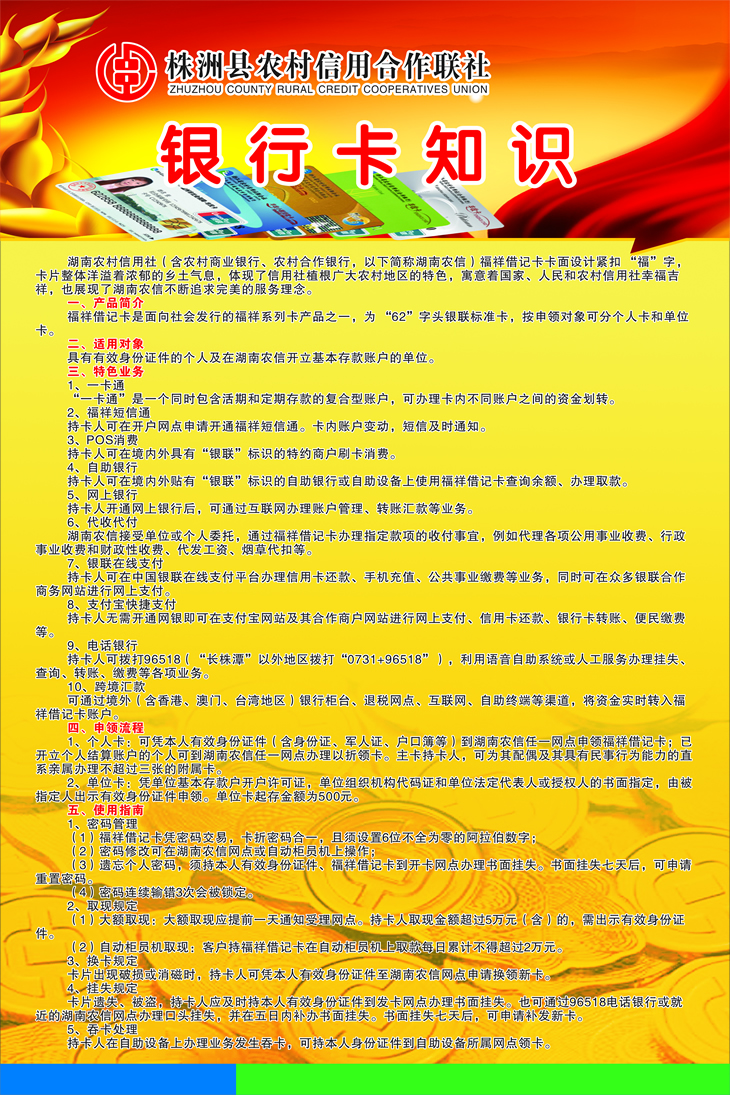 株洲县农村信用合作联社
ZHUZHOU COUNTY RURAL CREDIT COOPERATIVES UNION
银行卡知识
湖南农村信用社（含农村商业银行、农村合作银行，以下简称湖南农信）福祥借记卡卡面设计紧扣“福”字，
卡片整体洋溢着浓郁的乡土气息，体现了信用社植根广大农村地区的特色，寓意着国家、人民和农村信用社幸福吉
祥，也展现了湖南农信不断追求完美的服务理念。
一、产品简介
福祥借记卡是面向社会发行的福祥系列卡产品之一，为“62”字头银联标准卡，按申领对象可分个人卡和单位
卡。
二、适用对象
具有有效身份证件的个人及在湖南农信开立基本存款账户的单位。
三、特色业务
1、一卡通
“一卡通”是一个同时包含活期和定期存款的复合型账户，可办理卡内不同账户之间的资金划转。
2、福祥短信通
持卡人可在开户网点申请开通福祥短信通。卡内账户变动，短信及时通知。
3、POS消费
持卡人可在境内外具有“银联”标识的特约商户刷卡消费。
4、自助银行
持卡人可在境内外贴有“银联”标识的自助银行或自助设备上使用福祥借记卡查询余额、办理取款。
5、网上银行
持卡人开通网上银行后，可通过互联网办理账户管理、转账汇款等业务。
6、代收代付
湖南农信接受单位或个人委托，通过福祥借记卡办理指定款项的收付事宜，例如代理各项公用事业收费、行政
事业收费和财政性收费、代发工资、烟草代扣等。
7、银联在线支付
持卡人可在中国银联在线支付平台办理信用卡还款、手机充值、公共事业缴费等业务，同时可在众多银联合作
商务网站进行网上支付。
8、支付宝快捷支付
持卡人无需开通网银即可在支付宝网站及其合作商户网站进行网上支付、信用卡还款、银行卡转账、便民缴费
等。
9、电话银行
持卡人可拨打96518（“长株潭”以外地区拨打“0731+96518”），利用语音自助系统或人工服务办理挂失、
查询、转账、缴费等各项业务。
10、跨境汇款
可通过境外（含香港、澳门、台湾地区）银行柜台、退税网点、互联网、自助终端等渠道，将资金实时转入福
祥借记卡账户。
四、申领流程
1、个人卡：可凭本人有效身份证件（含身份证、军人证、户口簿等）到湖南农信任一网点申领福祥借记卡；已
开立个人结算账户的个人可到湖南农信任一网点办理以折领卡。主卡持卡人，可为其配偶及其具有民事行为能力的直
系亲属办理不超过三张的附属卡。
2、单位卡：凭单位基本存款户开户许可证，单位组织机构代码证和单位法定代表人或授权人的书面指定，由被
指定人出示有效身份证件申领。单位卡起存金额为500元。
五、使用指南
1、密码管理
（1）福祥借记卡凭密码交易，卡折密码合一，且须设置6位不全为零的阿拉伯数字；
（2）密码修改可在湖南农信网点或自动柜员机上操作；
（3）遗忘个人密码，须持本人有效身份证件、福祥借记卡到开卡网点办理书面挂失。书面挂失七天后，可申请
重置密码。
（4）密码连续输错3次会被锁定。
2、取现规定
（1）大额取现：大额取现应提前一天通知受理网点。持卡人取现金额超过5万元（含）的，需出示有效身份证
件。
（2）自动柜员机取现：客户持福祥借记卡在自动柜员机上取款每日累计不得超过2万元。
3、换卡规定
卡片出现破损或消磁时，持卡人可凭本人有效身份证件至湖南农信网点申请换领新卡。
4、挂失规定
卡片遗失、被盗，持卡人应及时持本人有效身份证件到发卡网点办理书面挂失。也可通过96518电话银行或就
近的湖南农信网点办理口头挂失，并在五日内补办书面挂失。书面挂失七天后，可申请补发新卡。
5、吞卡处理
持卡人在自助设备上办理业务发生吞卡，可持本人身份证件到自助设备所属网点领卡。